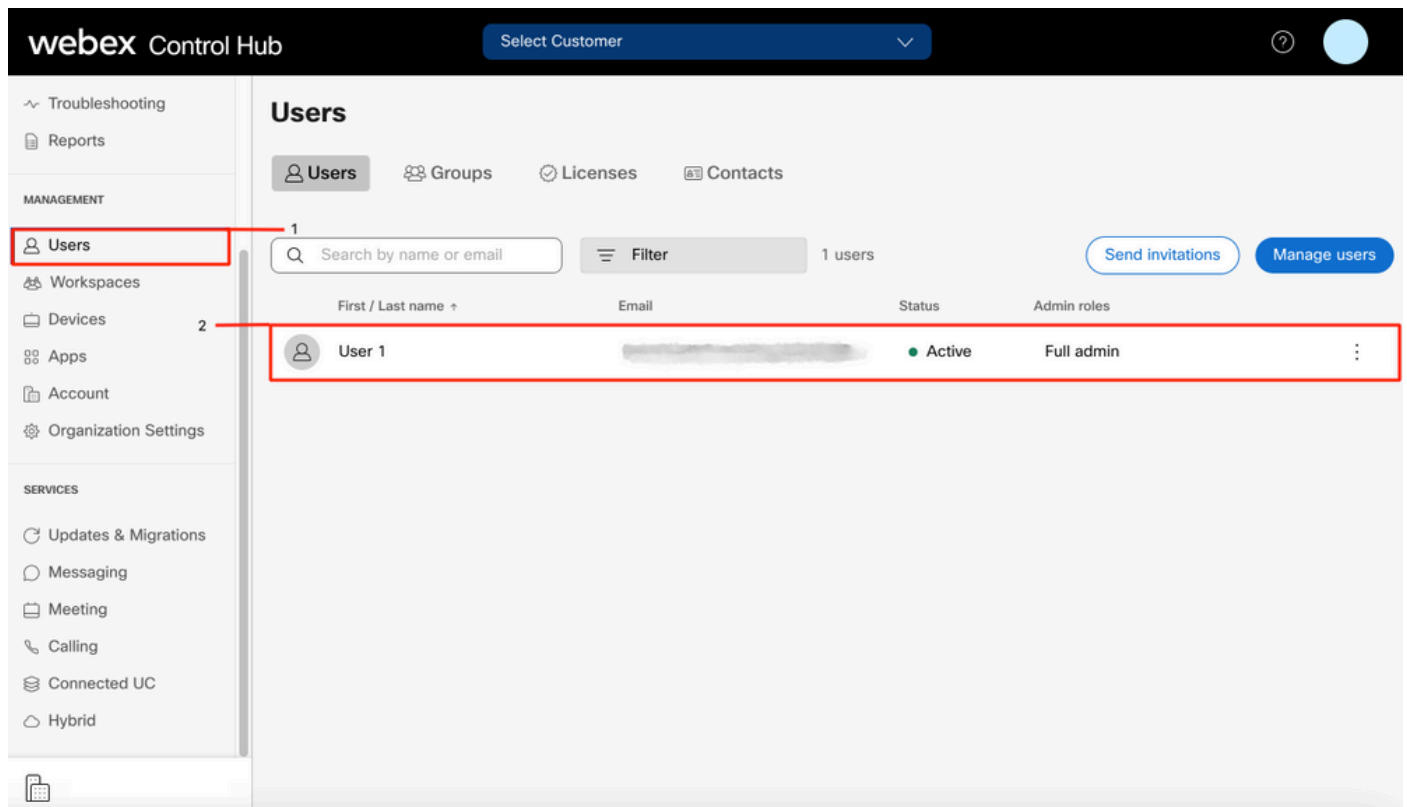 webex Control Hub
Select Customer
Troubleshooting
Reports
MANAGEMENT
Users
Workspaces
Devices
Apps
Account
Organization Settings
SERVICES
Updates & Migrations
Messaging
Meeting
Calling
Connected UC
Hybrid
Users
Users Groups Licenses Contacts
1
Search by name or email Filter 1 users Send invitations Manage users
First / Last name ↑ Email Status Admin roles
2
User 1 Active Full admin